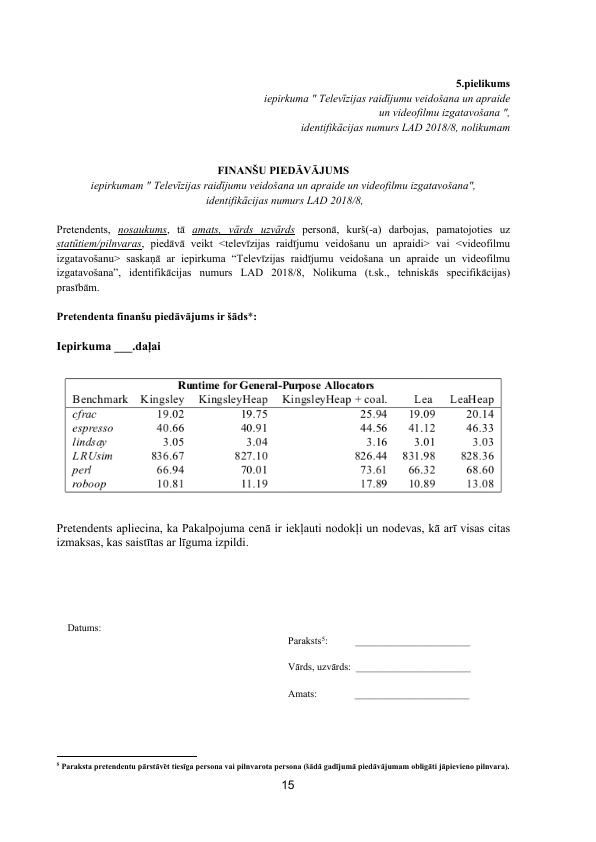 5.pielikums
iepirkuma " Televīzijas raidījumu veidošana un apraide
un videofilmu izgatavošana ",
identifikācijas numurs LAD 2018/8, nolikumam
FINANŠU PIEDĀVĀJUMS
iepirkumam " Televīzijas raidījumu veidošana un apraide un videofilmu izgatavošana",
identifikācijas numurs LAD 2018/8,
Pretendents, nosaukums, tā amats, vārds uzvārds personā, kurš(-a) darbojas, pamatojoties uz
statūtiem/pilnvaras, piedāvā veikt <televīzijas raidījumu veidošanu un apraidi> vai <videofilmu
izgatavošanu> saskaņā ar iepirkuma “Televīzijas raidījumu veidošana un apraide un videofilmu
izgatavošana”, identifikācijas numurs LAD 2018/8, Nolikuma (t.sk., tehniskās specifikācijas)
prasībām.
Pretendenta finanšu piedāvājums ir šāds*:
Iepirkuma ___.daļai
Runtime for General-Purpose Allocators
Benchmark Kingsley KingsleyHeap KingsleyHeap + coal. Lea LeaHeap
cfrac 19.02 19.75 25.94 19.09 20.14
espresso 40.66 40.91 44.56 41.12 46.33
lindsay 3.05 3.04 3.16 3.01 3.03
LRUsim 836.67 827.10 826.44 831.98 828.36
perl 66.94 70.01 73.61 66.32 68.60
roboop 10.81 11.19 17.89 10.89 13.08
Pretendents apliecina, ka Pakalpojuma cenā ir iekļauti nodokļi un nodevas, kā arī visas citas
izmaksas, kas saistītas ar līguma izpildi.
Datums:
Paraksts⁵: _______________________
Vārds, uzvārds: _______________________
Amats: _______________________
⁵ Paraksta pretendentu pārstāvēt tiesīga persona vai pilnvarota persona (šādā gadījumā piedāvājumam obligāti jāpievieno pilnvara).
15